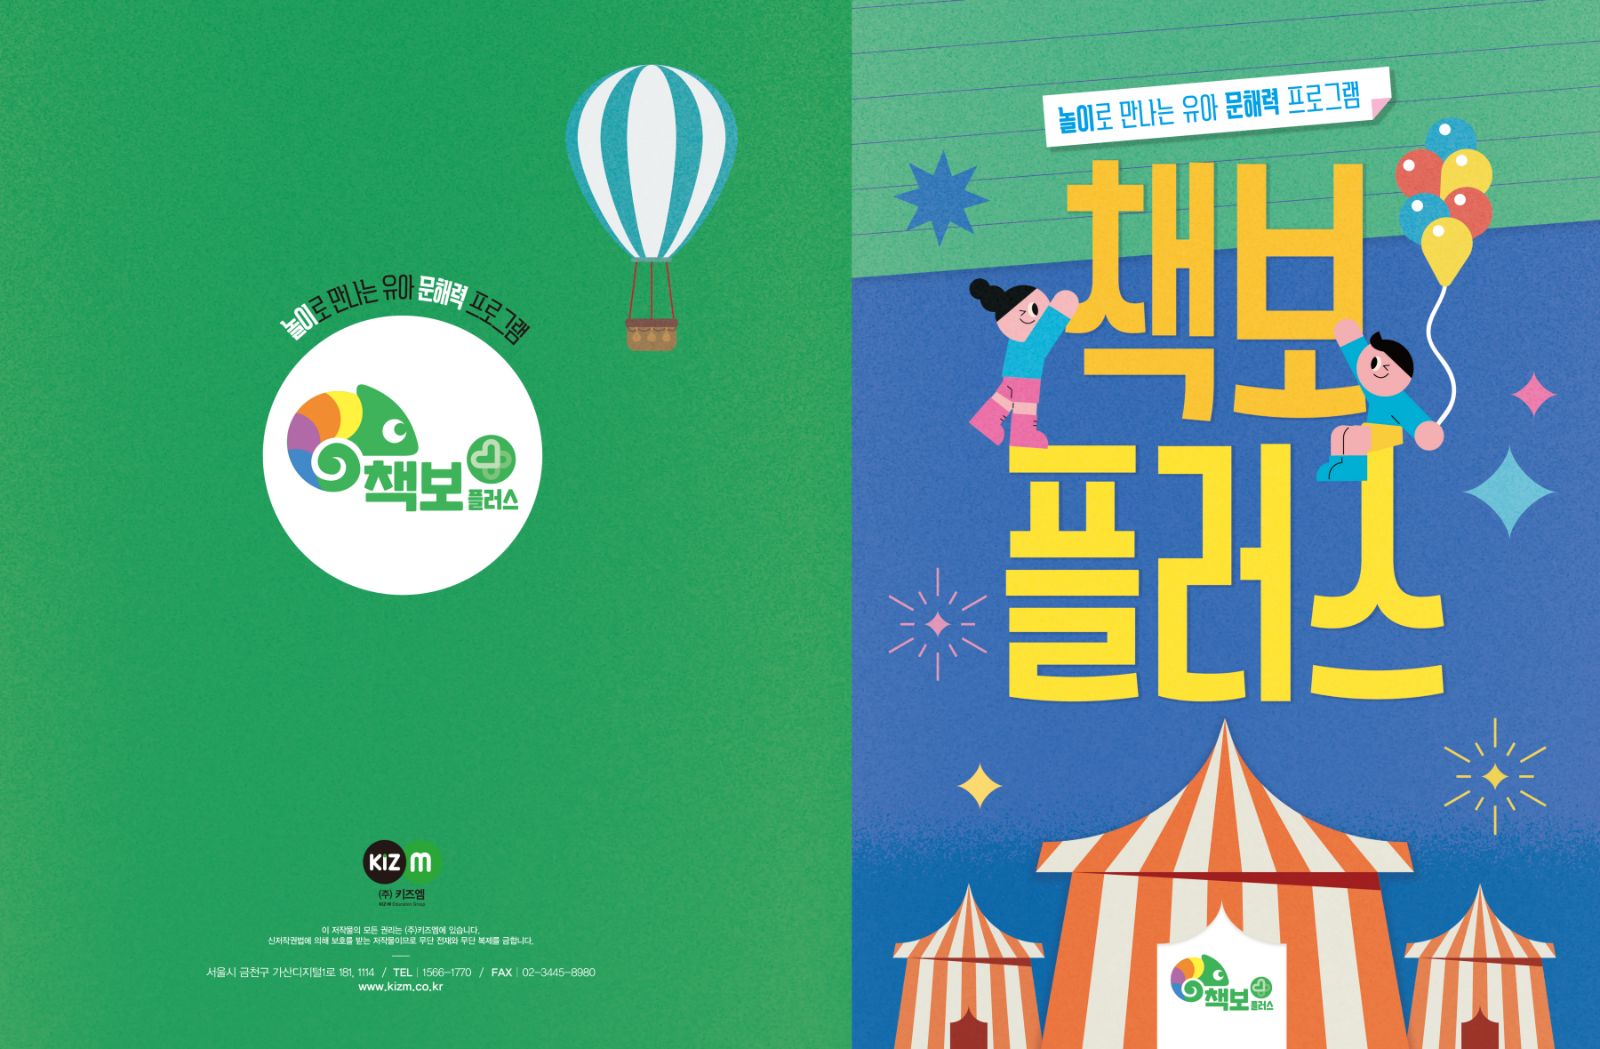 놀이로 만나는 유아 문해력 프로그램
책보
플러스
KIZ M
(주) 키즈엠
KIZM Education Group
이 저작물의 모든 권리는 (주)키즈엠에 있습니다.
신저작권법에 의해 보호를 받는 저작물이므로 무단 전재와 무단 복제를 금합니다.
서울시 금천구 가산디지털1로 181, 1114 / TEL | 1566-1770 / FAX | 02-3445-8980
www.kizm.co.kr
놀이로 만나는 유아 문해력 프로그램
책보
플러스
책보
플러스